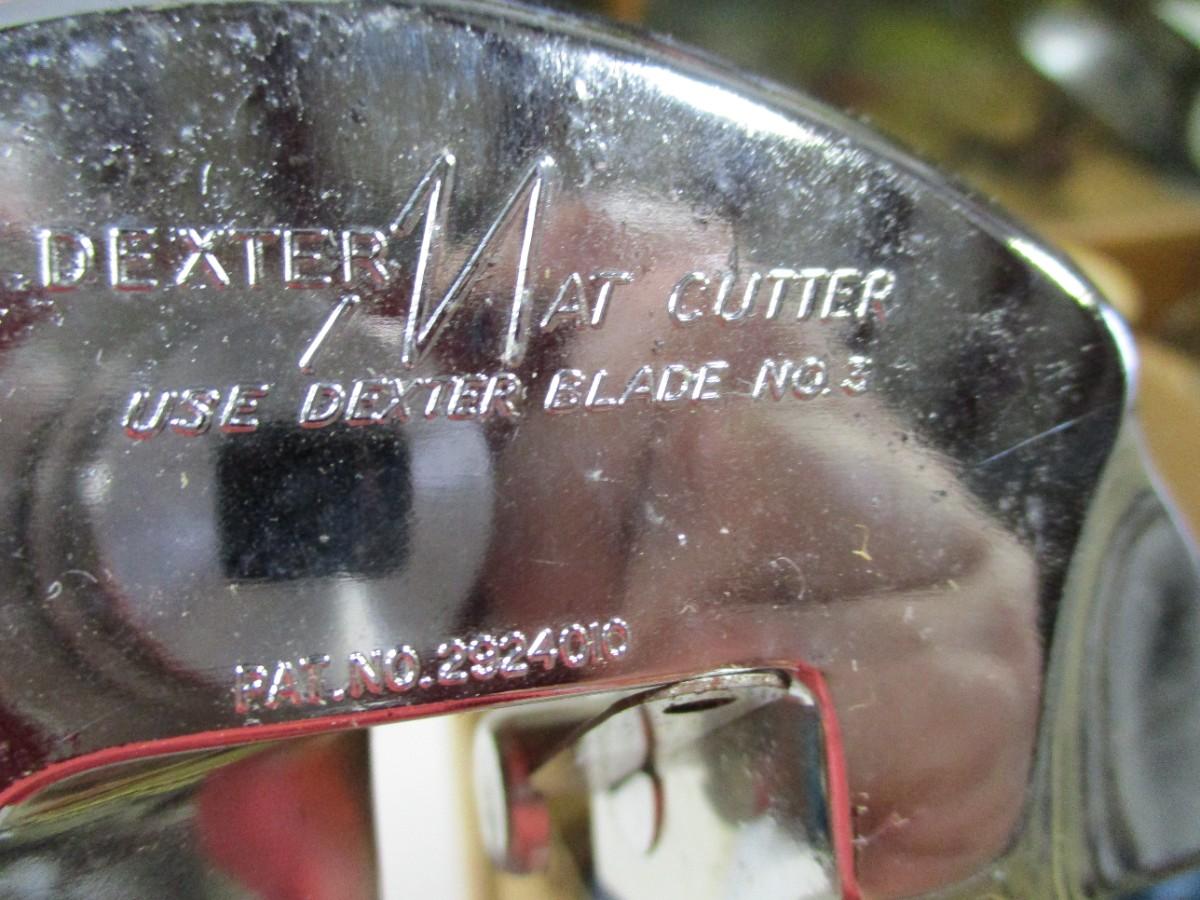 DEXTER MAT CUTTER
USE DEXTER BLADE NO. 3
PAT. NO. 2924010